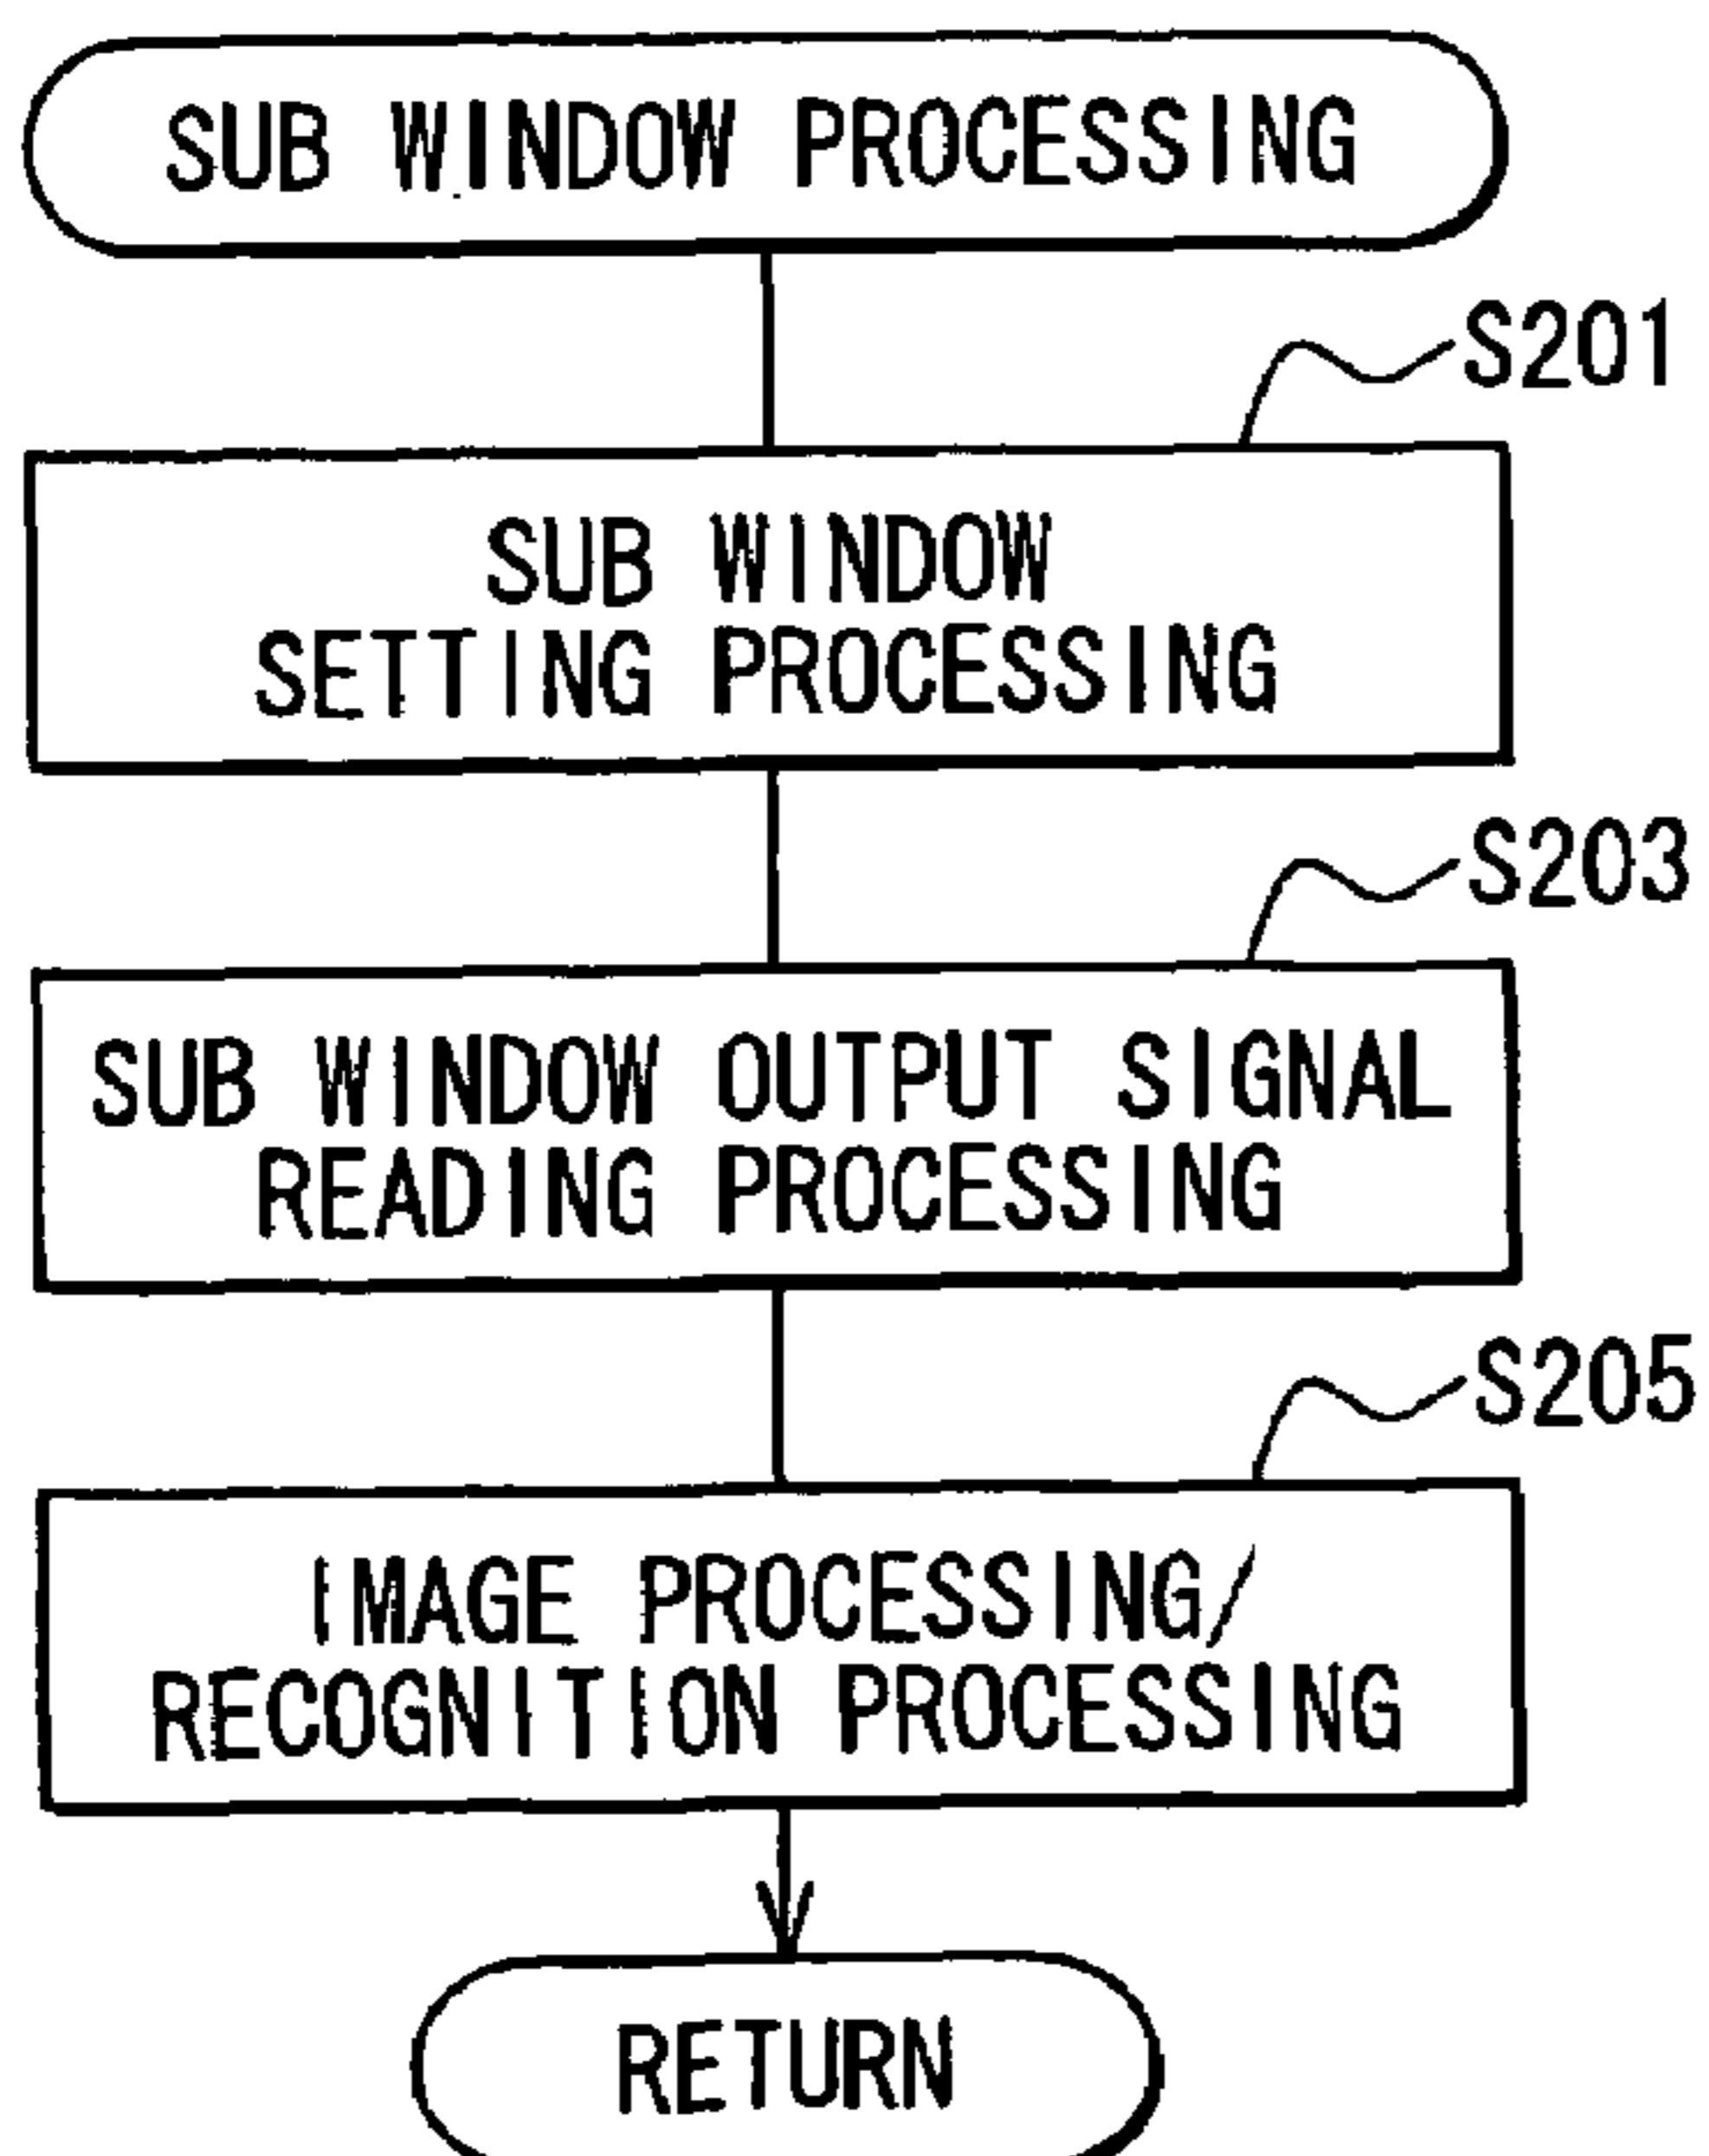 SUB WINDOW PROCESSING
S201
SUB WINDOW
SETTING PROCESSING
S203
SUB WINDOW OUTPUT SIGNAL
READING PROCESSING
S205
IMAGE PROCESSING/
RECOGNITION PROCESSING
RETURN